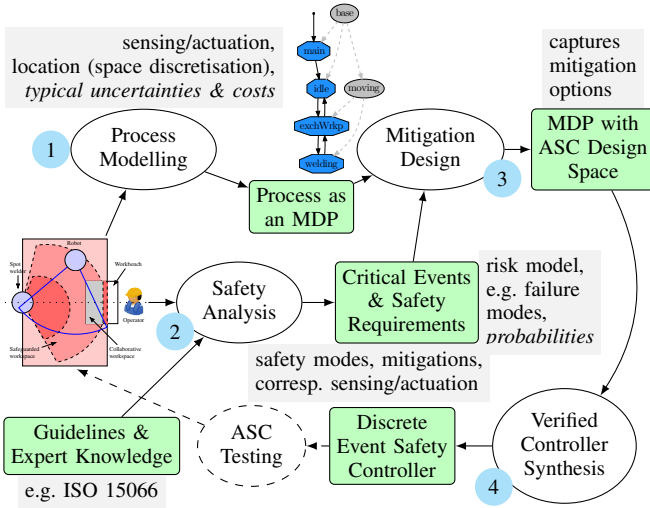 sensing/actuation,
location (space discretisation),
typical uncertainties & costs
base
main
idle
moving
exchWrkp
welding
captures
mitigation
options
1
Process
Modelling
Mitigation
Design
3
MDP with
ASC Design
Space
Process as
an MDP
Robot
Spot
welder
Workbench
Operator
Safeguarded
workspace
Collaborative
workspace
Safety
Analysis
2
Critical Events
& Safety
Requirements
risk model,
e.g. failure
modes,
probabilities
safety modes, mitigations,
corresp. sensing/actuation
Guidelines &
Expert Knowledge
e.g. ISO 15066
ASC
Testing
Discrete
Event Safety
Controller
Verified
Controller
Synthesis
4